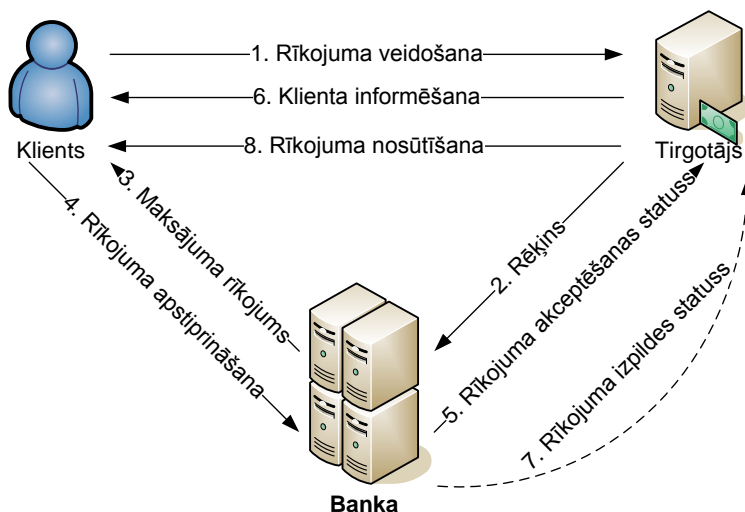 1. Rīkojuma veidošana
6. Klienta informēšana
8. Rīkojuma nosūtīšana
Klients
Tirgotājs
2. Rēķins
3. Maksājuma rīkojums
4. Rīkojuma apstiprināšana
5. Rīkojuma akceptēšanas statuss
7. Rīkojuma izpildes statuss
Banka